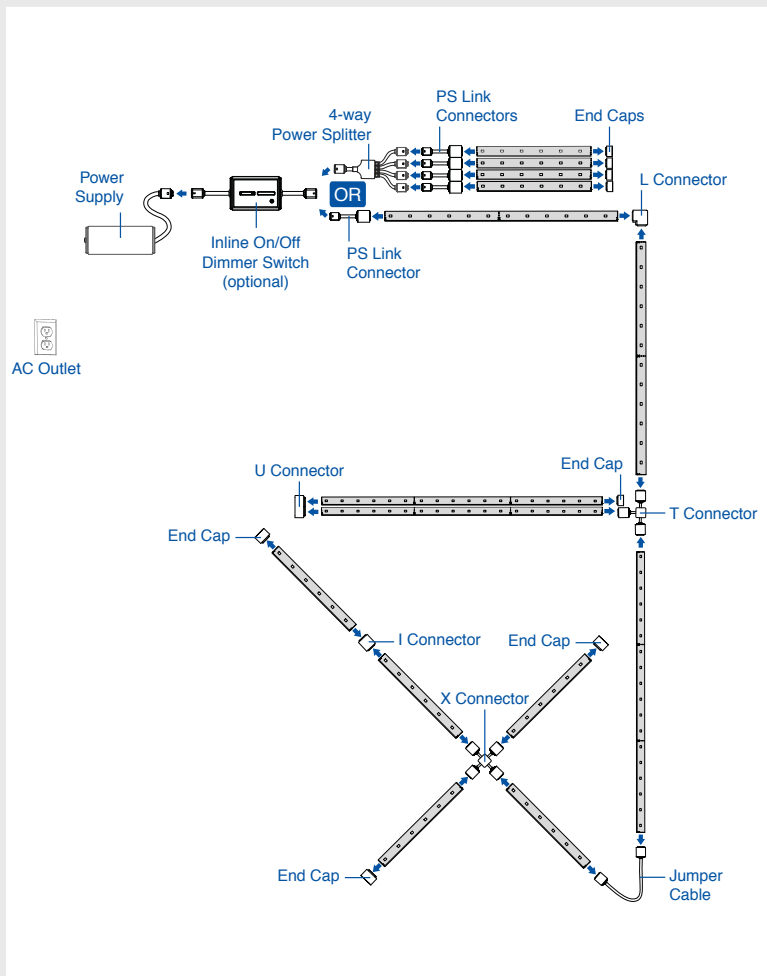 PS Link
Connectors
End Caps
4-way
Power Splitter
L Connector
Power
Supply
OR
Inline On/Off
Dimmer Switch
(optional)
PS Link
Connector
AC Outlet
U Connector
End Cap
T Connector
End Cap
I Connector
End Cap
X Connector
End Cap
Jumper
Cable